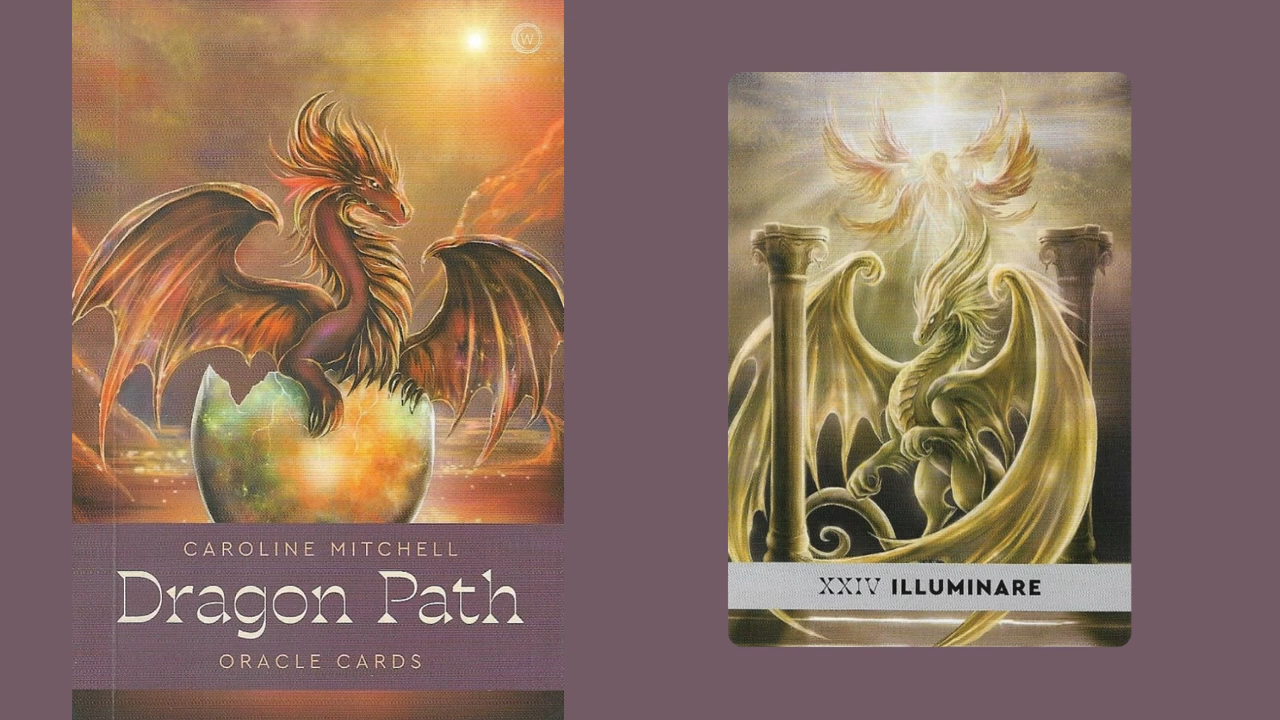 W
CAROLINE MITCHELL
Dragon Path
ORACLE CARDS
XXIV ILLUMINARE